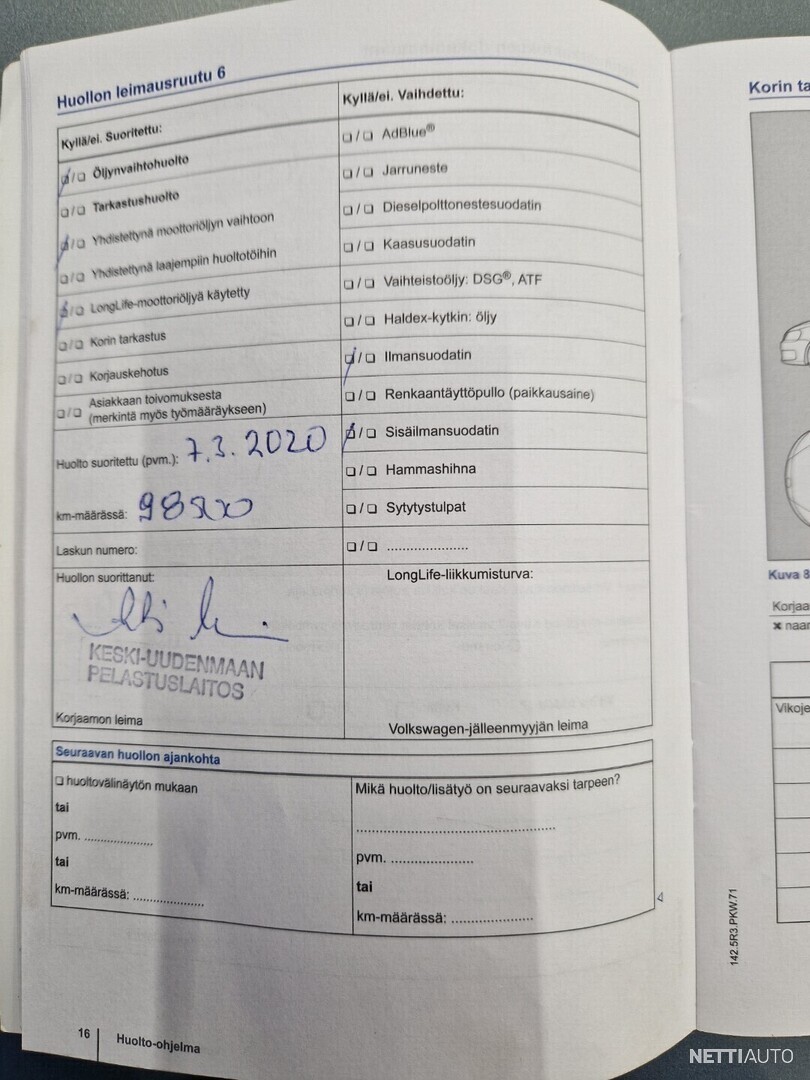 Huollon leimausruutu 6
Kyllä/ei. Suoritettu:
❑ / ❑ Öljynvaihtohuolto
❑ / ❑ Tarkastushuolto
❑ / ❑ Yhdistettynä moottoriöljyn vaihtoon
❑ / ❑ Yhdistettynä laajempiin huoltotöihin
❑ / ❑ LongLife-moottoriöljyä käytetty
❑ / ❑ Korin tarkastus
❑ / ❑ Korjauskehotus
❑ / ❑ Asiakkaan toivomuksesta
(merkintä myös työmääräykseen)
Huolto suoritettu (pvm.): 7.3.2020
km-määrässä:
Laskun numero:
Huollon suorittanut:
KESKI-UUDENMAAN
PELASTUSLAITOS
Korjaamon leima
Kyllä/ei. Vaihdettu:
❑ / ❑ AdBlue®
❑ / ❑ Jarruneste
❑ / ❑ Dieselpolttonestesuodatin
❑ / ❑ Kaasusuodatin
❑ / ❑ Vaihteistoöljy: DSG®, ATF
❑ / ❑ Haldex-kytkin: öljy
❑ / ❑ Ilmansuodatin
❑ / ❑ Renkaantäyttöpullo (paikkausaine)
❑ / ❑ Sisäilmansuodatin
❑ / ❑ Hammashihna
❑ / ❑ Sytytystulpat
❑ / ❑ .....................
LongLife-liikkumisturva:
Volkswagen-jälleenmyyjän leima
Seuraavan huollon ajankohta
❑ huoltovälinäytön mukaan
tai
pvm. ..................
tai
km-määrässä: ..................
Mikä huolto/lisätyö on seuraavaksi tarpeen?
....................................................
pvm. .....................
tai
km-määrässä: .....................
16 Huolto-ohjelma
142.5R3.PKW.71
Korin ta
Kuva 8
Korjaa
✖ naar
Vikoje
NETTIAUTO